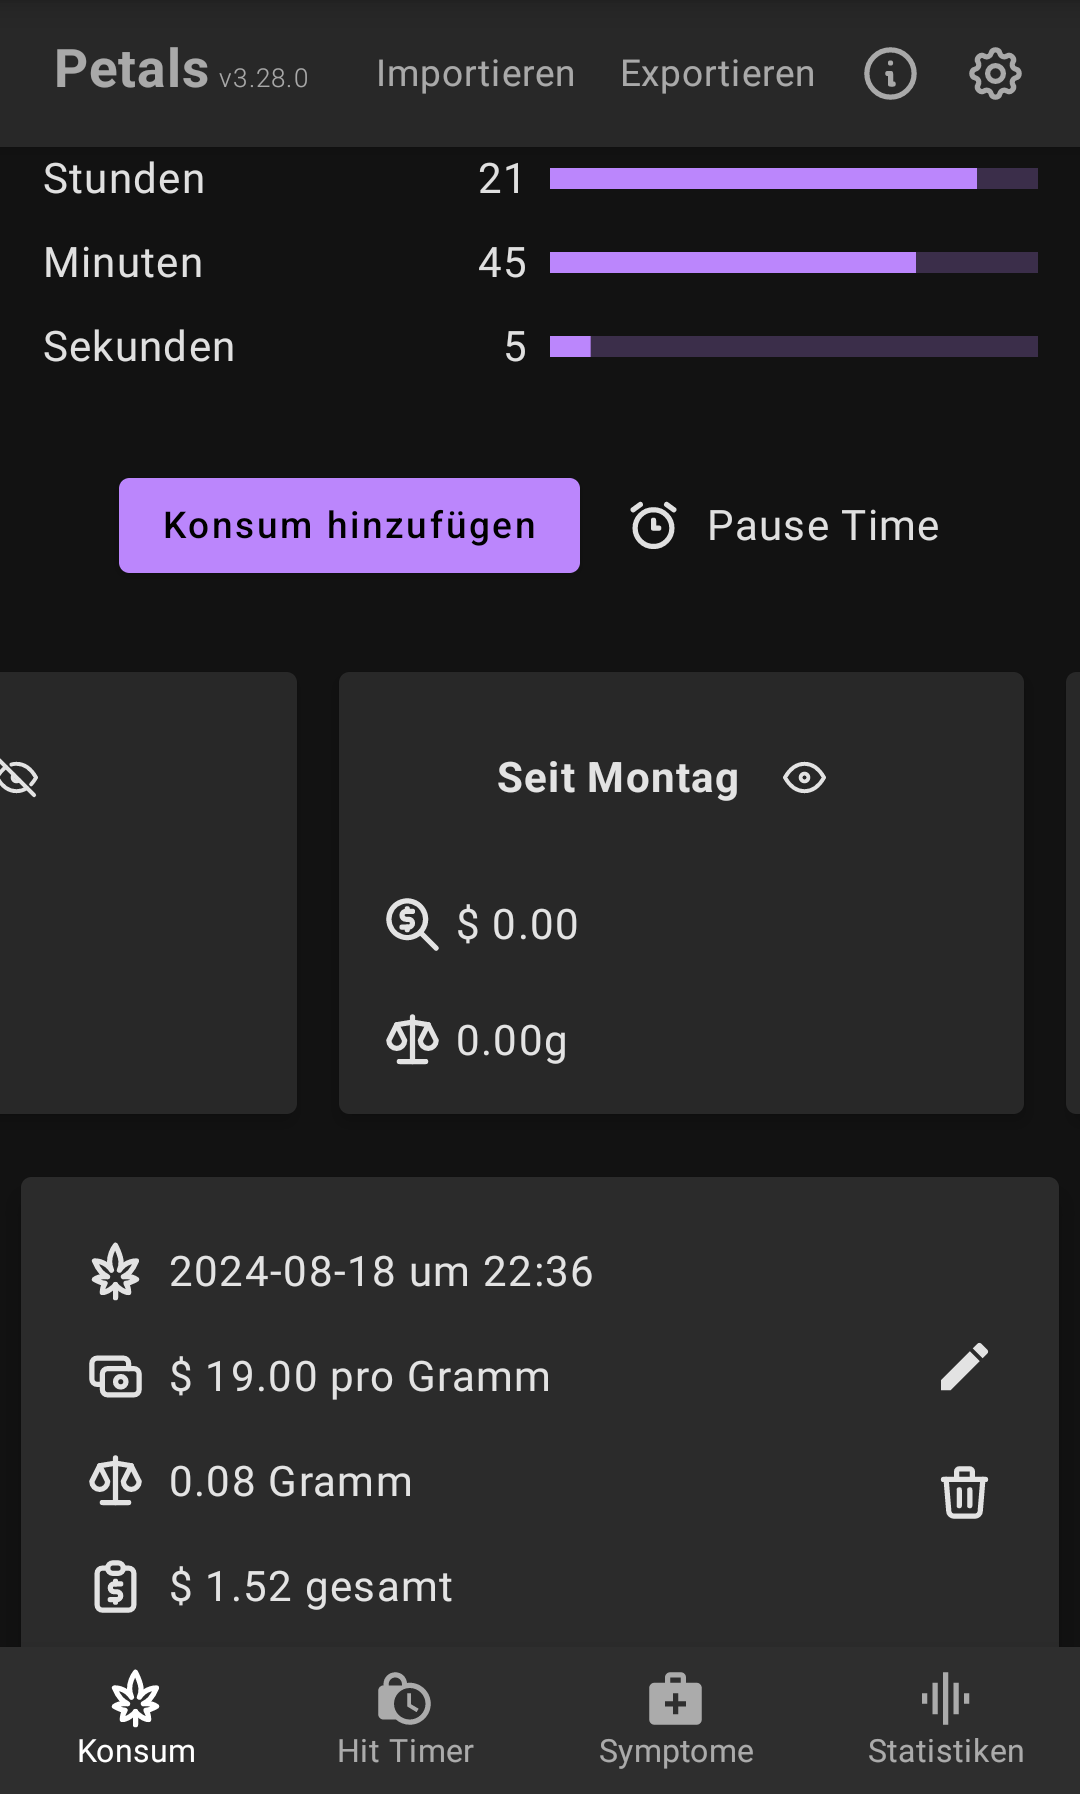 Petals v3.28.0 Importieren Exportieren
Stunden 21
Minuten 45
Sekunden 5
Konsum hinzufügen Pause Time
Seit Montag
$ 0.00
0.00g
2024-08-18 um 22:36
$ 19.00 pro Gramm
0.08 Gramm
$ 1.52 gesamt
Konsum Hit Timer Symptome Statistiken